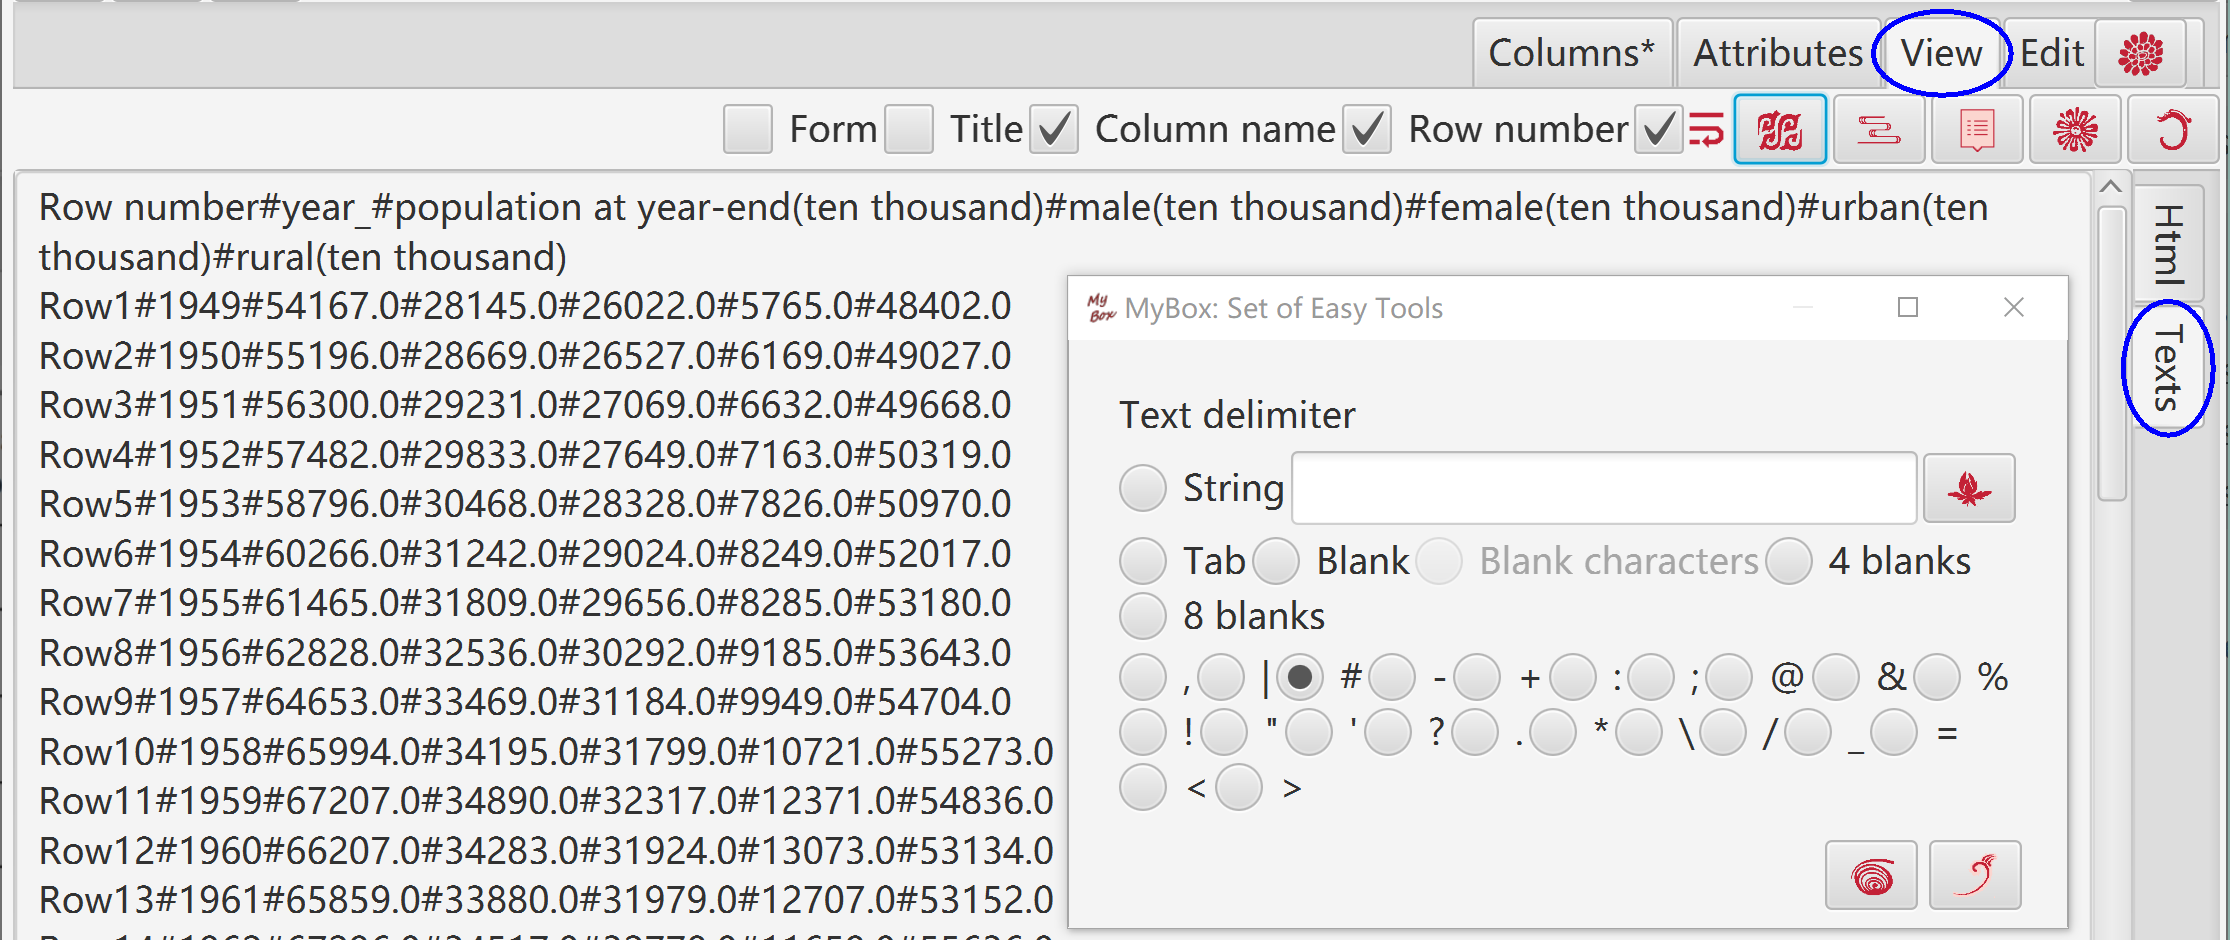 Columns* Attributes View Edit
Form Title Column name Row number
Row number#year_#population at year-end(ten thousand)#male(ten thousand)#female(ten thousand)#urban(ten
thousand)#rural(ten thousand)
Row1#1949#54167.0#28145.0#26022.0#5765.0#48402.0
Row2#1950#55196.0#28669.0#26527.0#6169.0#49027.0
Row3#1951#56300.0#29231.0#27069.0#6632.0#49668.0
Row4#1952#57482.0#29833.0#27649.0#7163.0#50319.0
Row5#1953#58796.0#30468.0#28328.0#7826.0#50970.0
Row6#1954#60266.0#31242.0#29024.0#8249.0#52017.0
Row7#1955#61465.0#31809.0#29656.0#8285.0#53180.0
Row8#1956#62828.0#32536.0#30292.0#9185.0#53643.0
Row9#1957#64653.0#33469.0#31184.0#9949.0#54704.0
Row10#1958#65994.0#34195.0#31799.0#10721.0#55273.0
Row11#1959#67207.0#34890.0#32317.0#12371.0#54836.0
Row12#1960#66207.0#34283.0#31924.0#13073.0#53134.0
Row13#1961#65859.0#33880.0#31979.0#12707.0#53152.0
Html
Texts
My Box MyBox: Set of Easy Tools
Text delimiter
String
Tab Blank Blank characters 4 blanks
8 blanks
, | # - + : ; @ & %
! " ' ? . * \ / _ =
< >